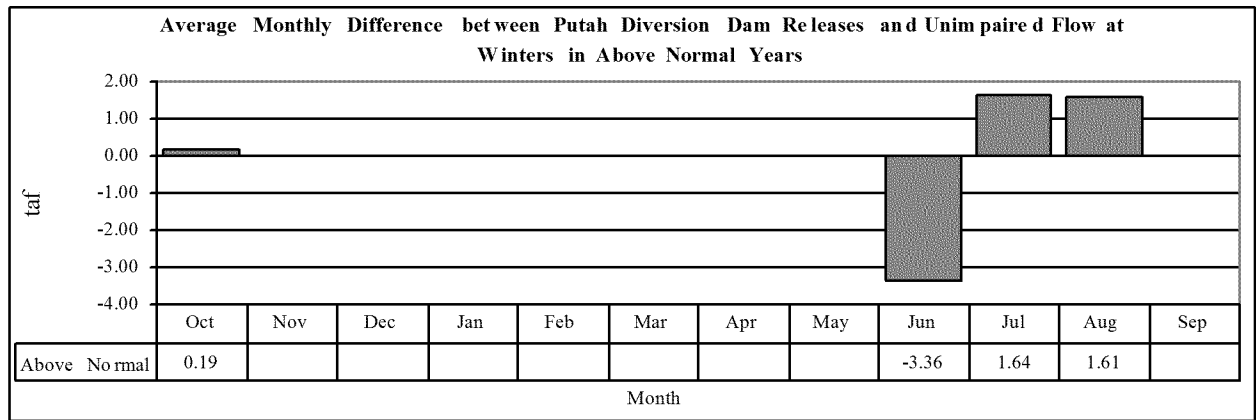 Average Monthly Difference between Putah Diversion Dam Releases and Unimpaired Flow at
Winters in Above Normal Years
2.00
1.00
0.00
-1.00
-2.00
-3.00
-4.00
taf
Oct Nov Dec Jan Feb Mar Apr May Jun Jul Aug Sep
Above Normal 0.19 -3.36 1.64 1.61
Month